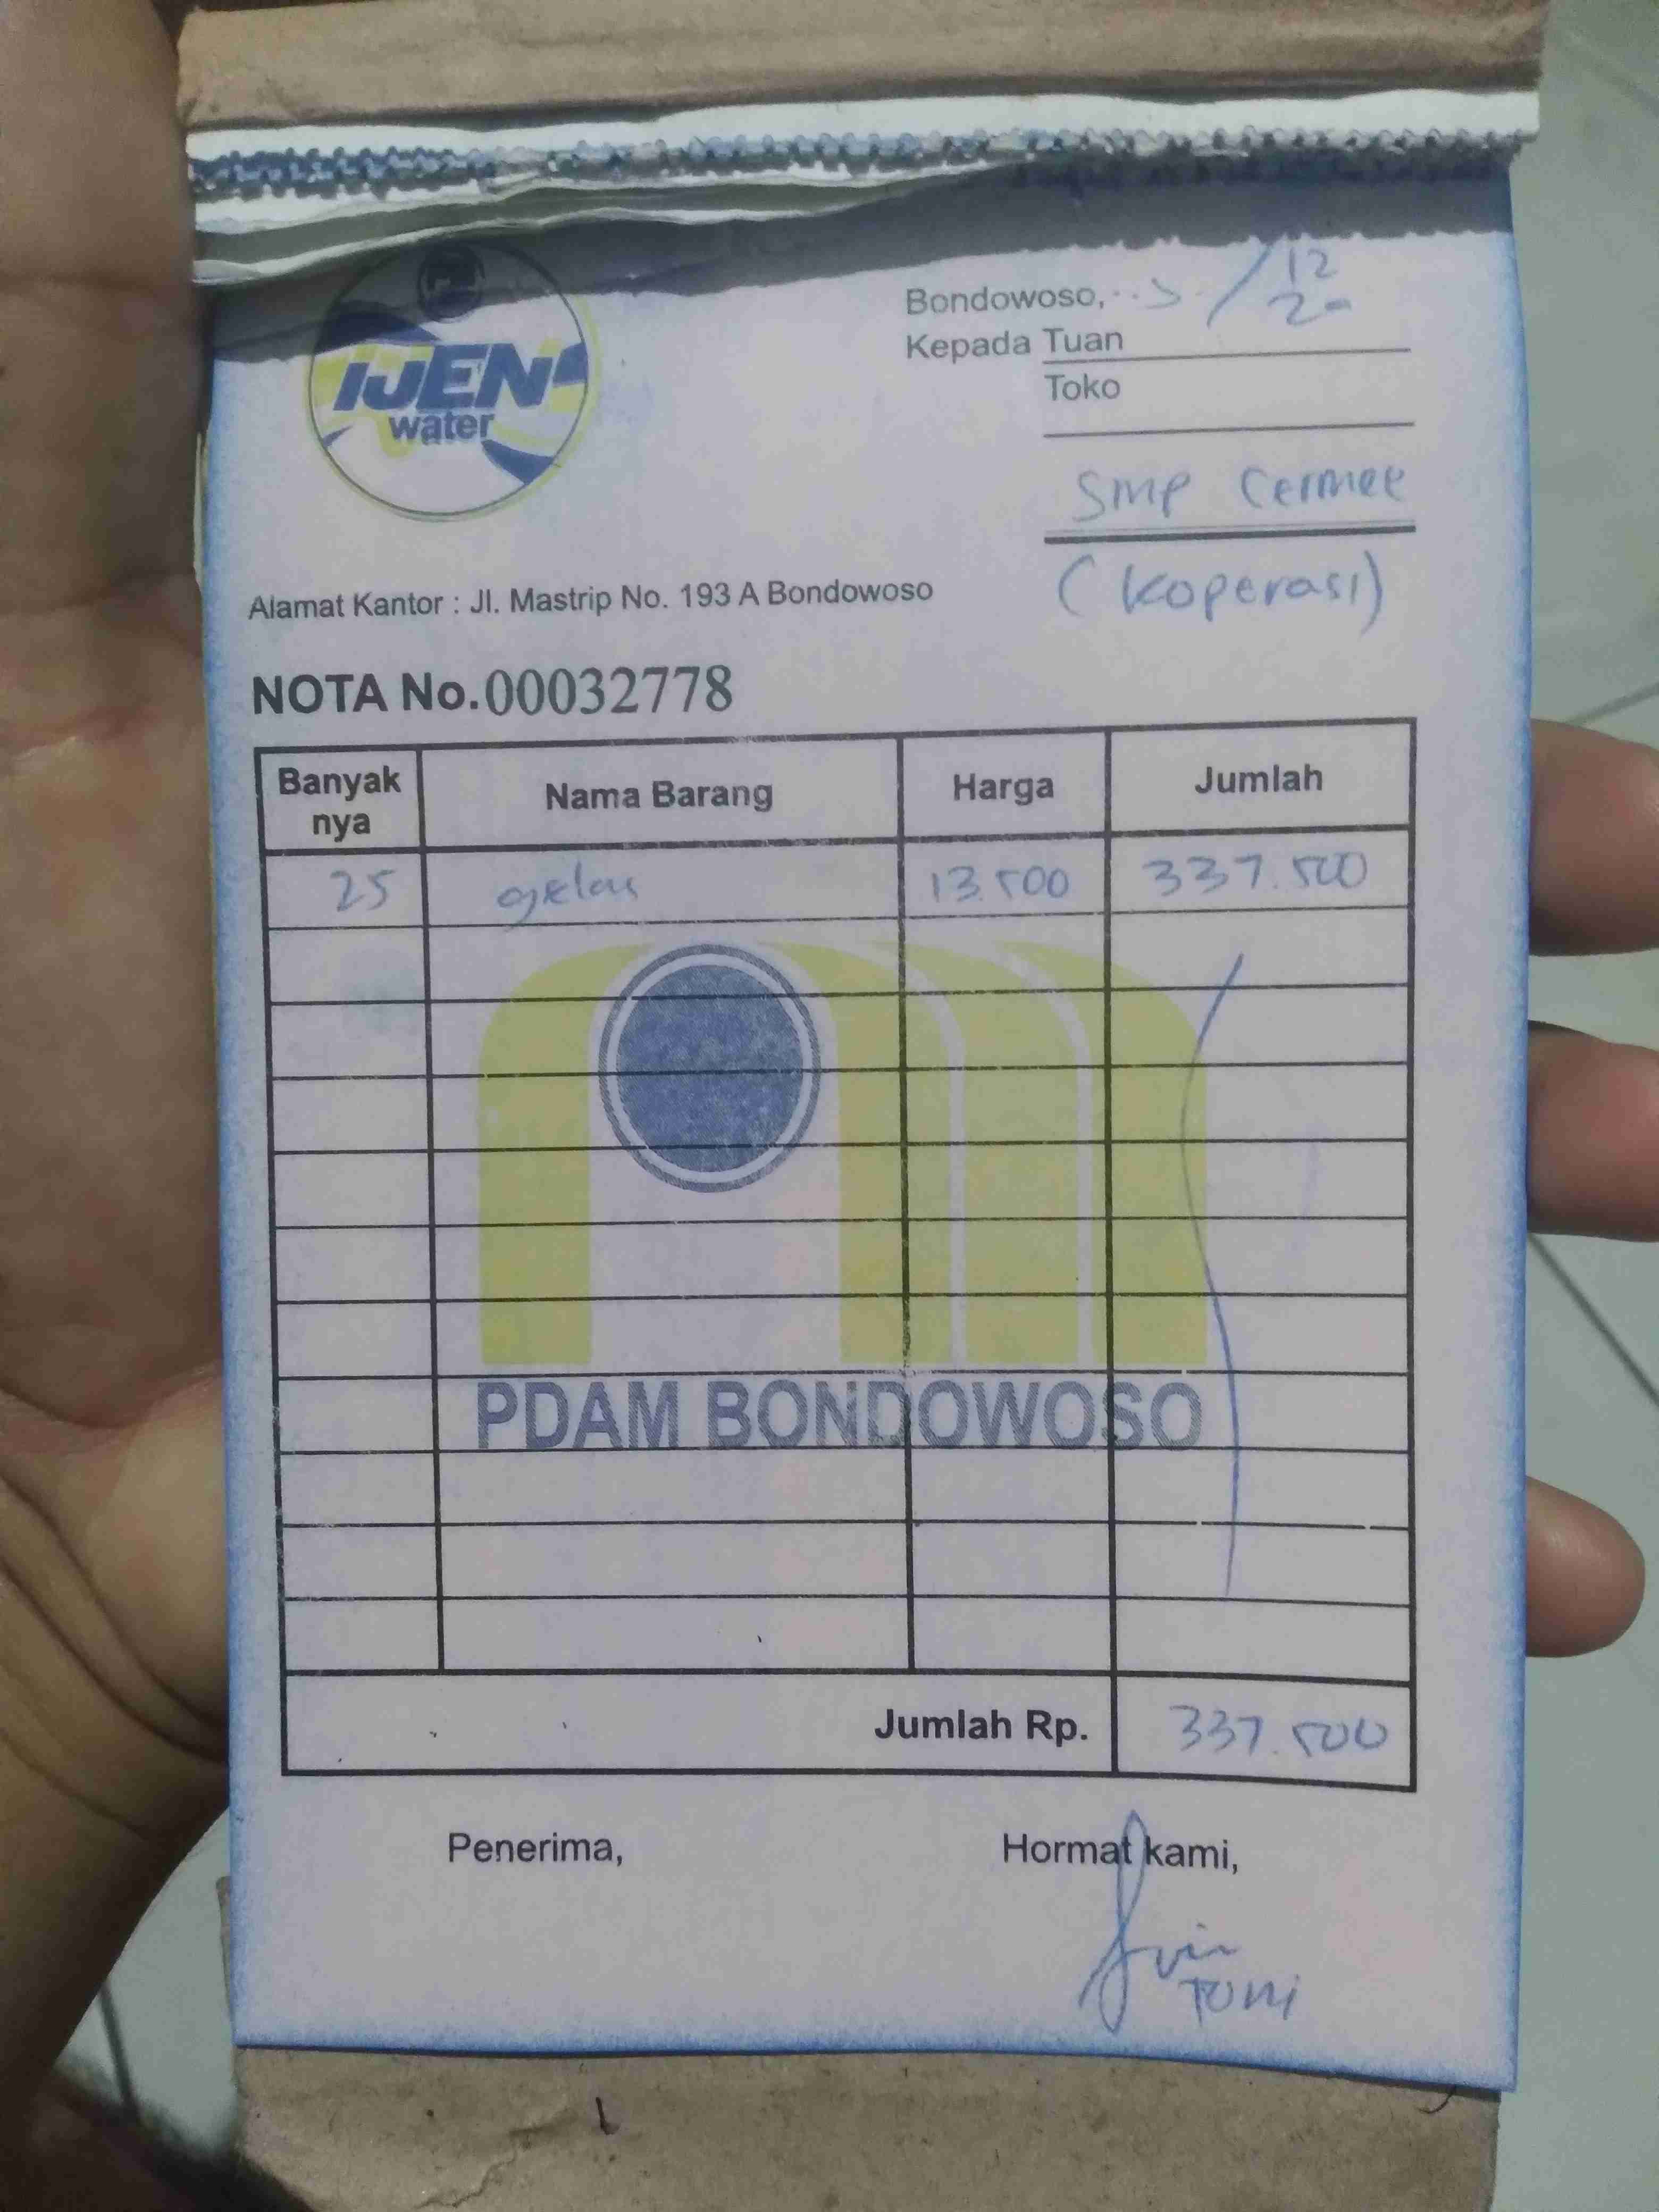 IJEN
water
Bondowoso, 5 / 12
20
Kepada Tuan
Toko
SMP Cermee
(Koperasi)
Alamat Kantor : Jl. Mastrip No. 193 A Bondowoso
NOTA No. 00032778
Banyak nya Nama Barang Harga Jumlah
25 gelas 13.500 337.500
PDAM BONDOWOSO
Jumlah Rp. 337.500
Penerima, Hormat kami,
Toni